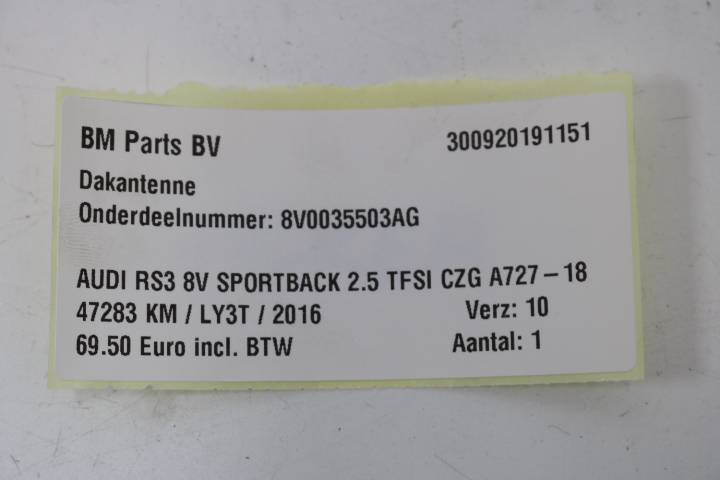 BM Parts BV 300920191151
Dakantenne
Onderdeelnummer: 8V0035503AG
AUDI RS3 8V SPORTBACK 2.5 TFSI CZG A727 – 18
47283 KM / LY3T / 2016 Verz: 10
69.50 Euro incl. BTW Aantal: 1